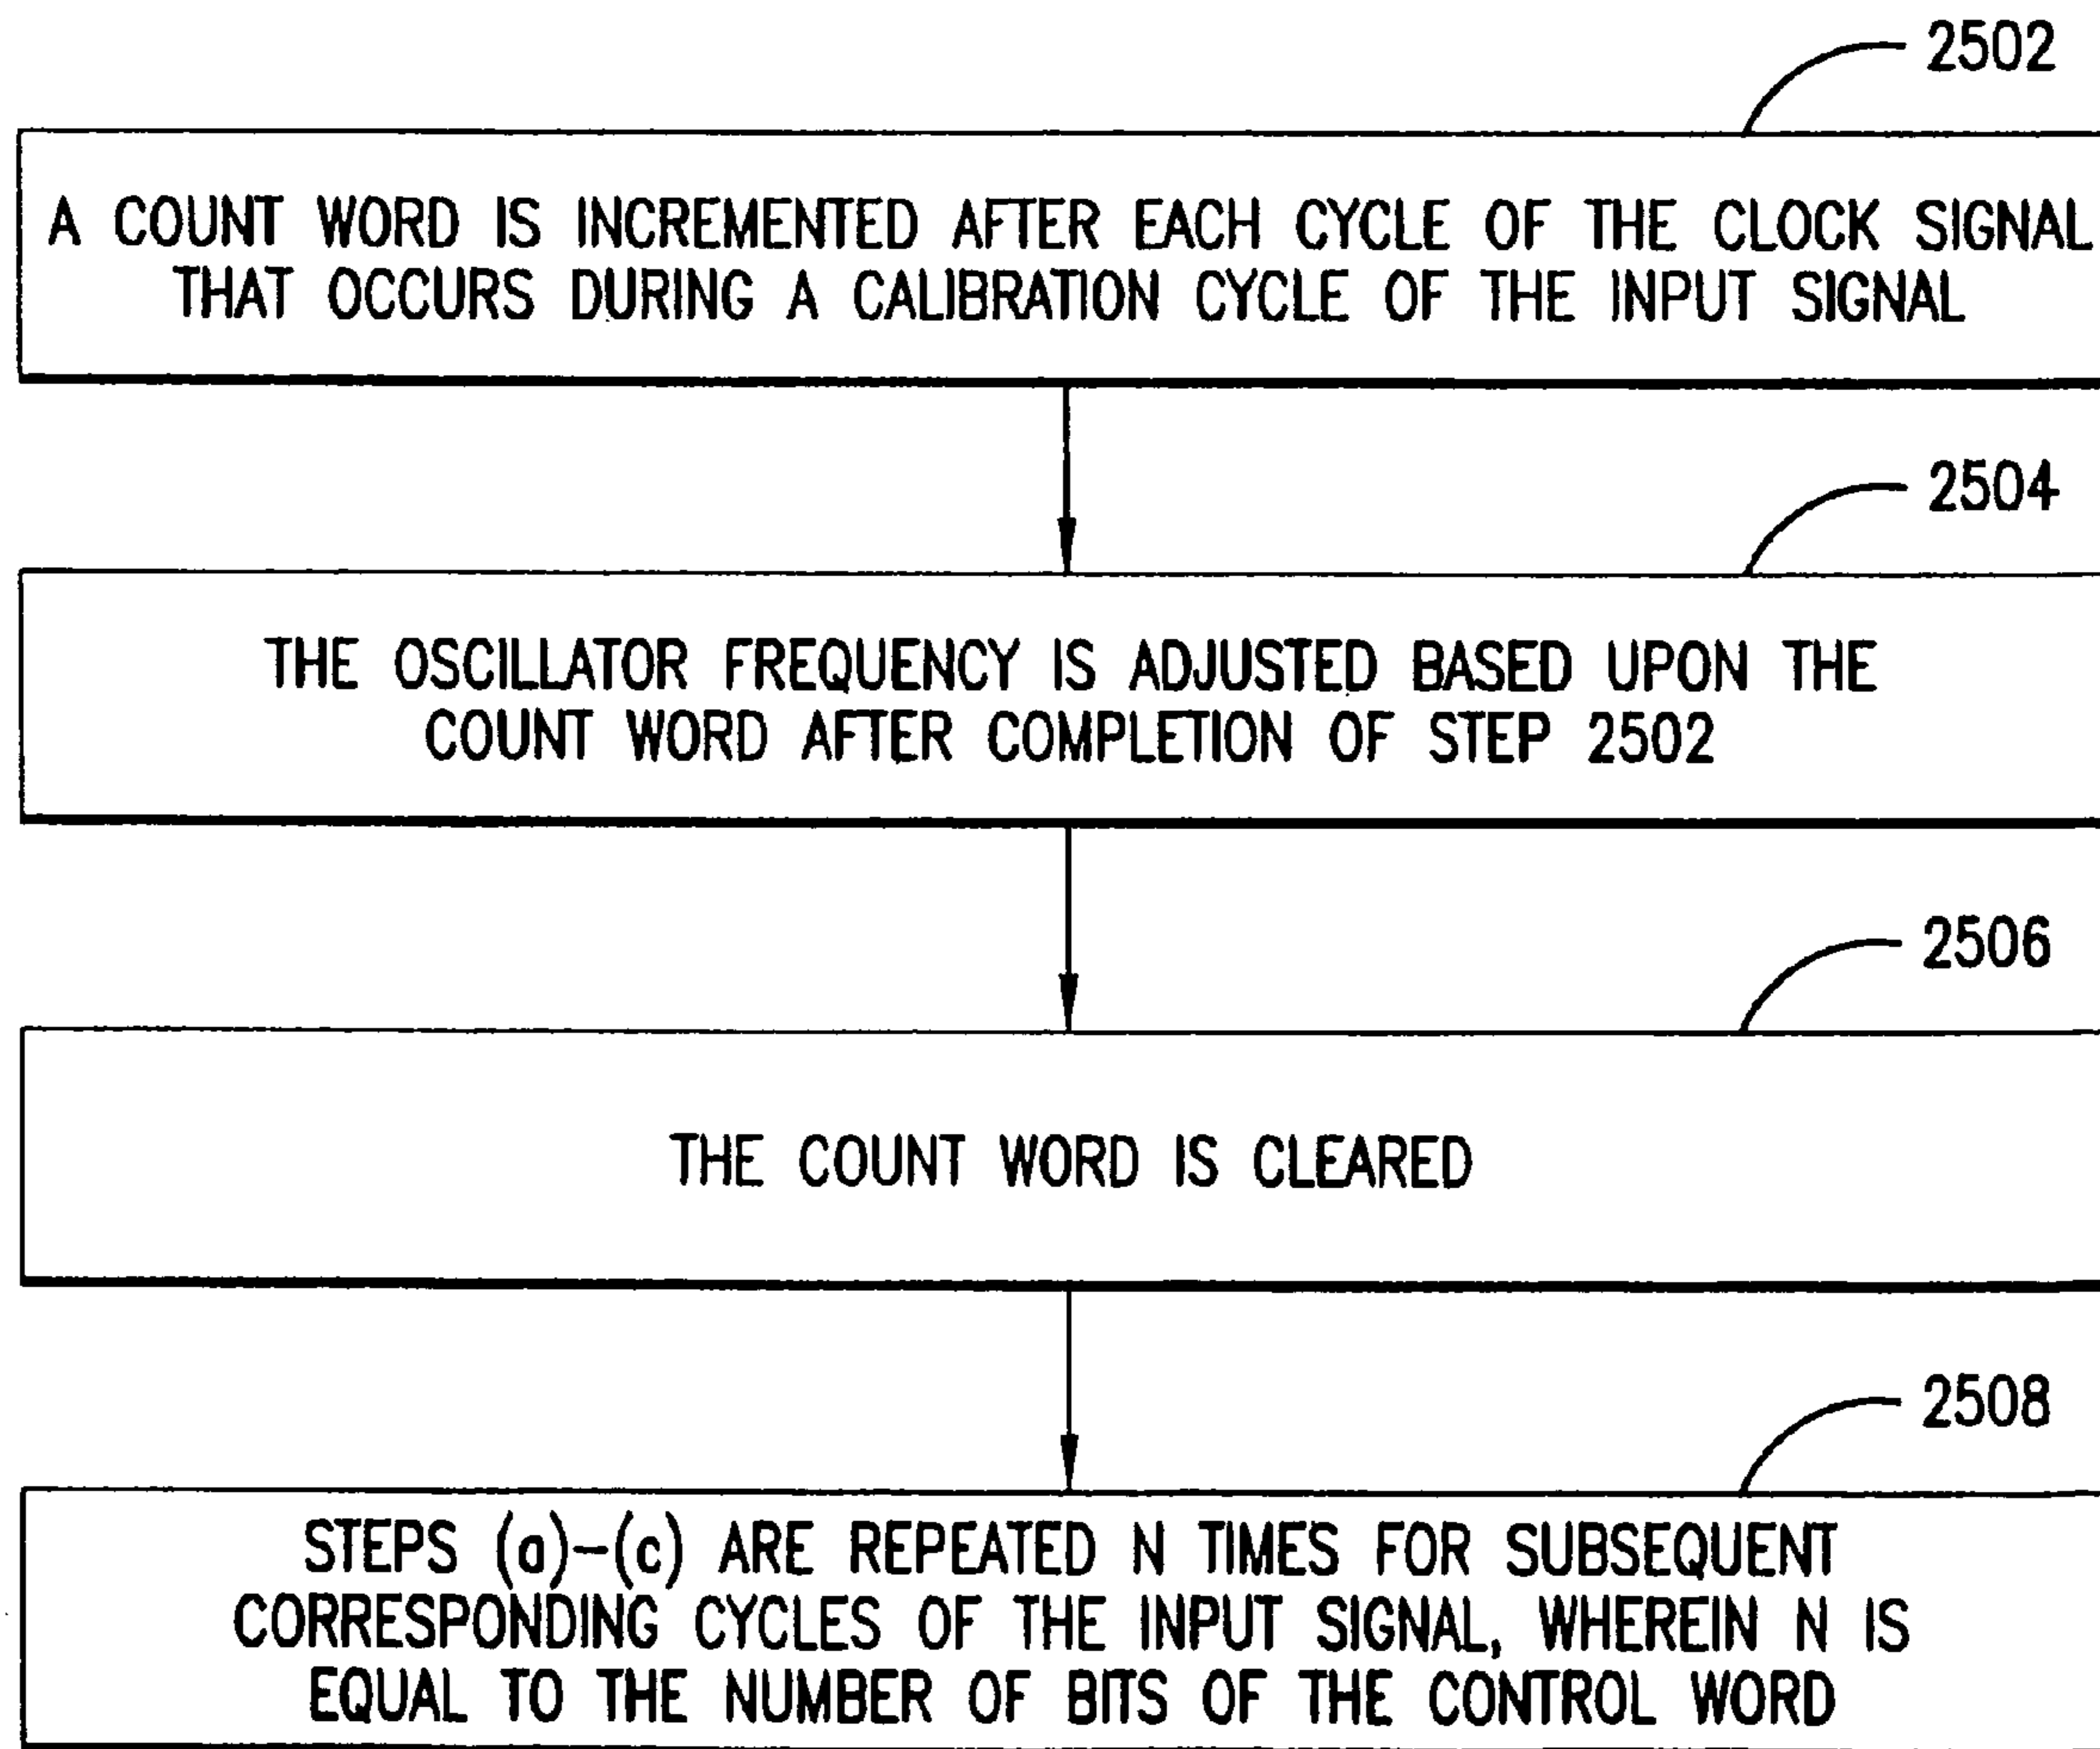 2502
A COUNT WORD IS INCREMENTED AFTER EACH CYCLE OF THE CLOCK SIGNAL
THAT OCCURS DURING A CALIBRATION CYCLE OF THE INPUT SIGNAL
2504
THE OSCILLATOR FREQUENCY IS ADJUSTED BASED UPON THE
COUNT WORD AFTER COMPLETION OF STEP 2502
2506
THE COUNT WORD IS CLEARED
2508
STEPS (a)-(c) ARE REPEATED N TIMES FOR SUBSEQUENT
CORRESPONDING CYCLES OF THE INPUT SIGNAL, WHEREIN N IS
EQUAL TO THE NUMBER OF BITS OF THE CONTROL WORD